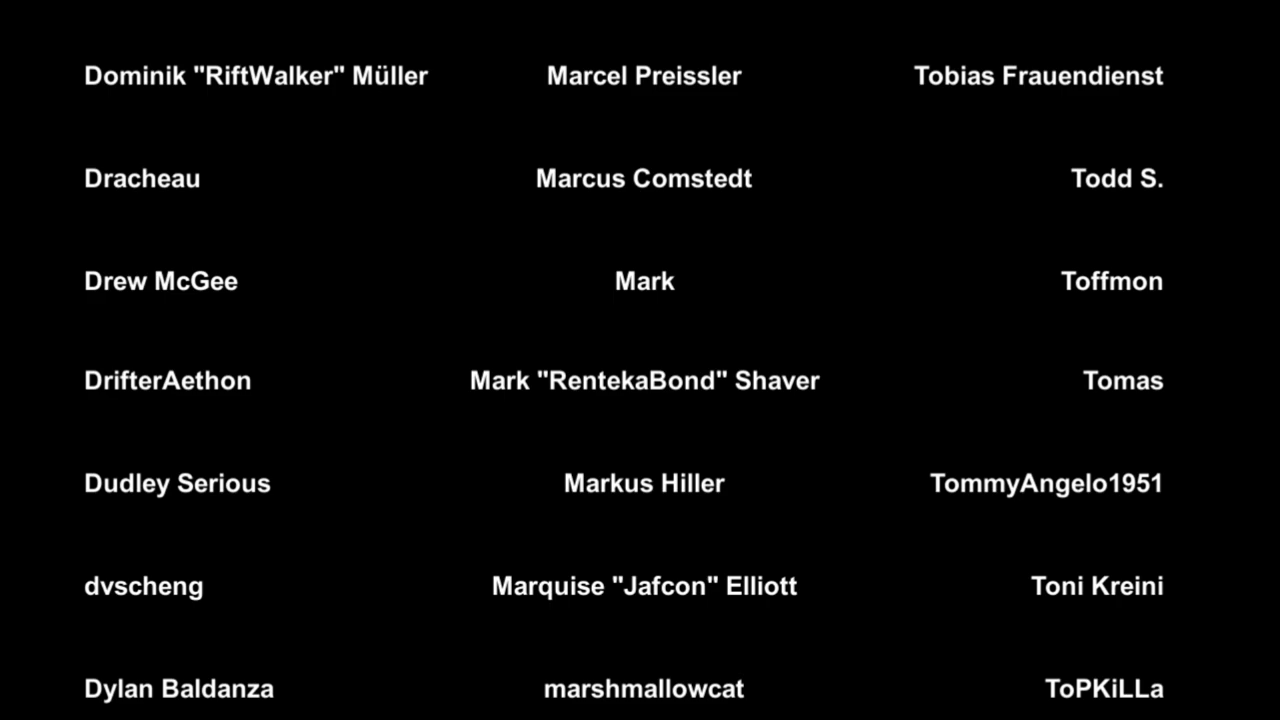 Dominik "RiftWalker" Müller Marcel Preissler Tobias Frauendienst
Dracheau Marcus Comstedt Todd S.
Drew McGee Mark Toffmon
DrifterAethon Mark "RentekaBond" Shaver Tomas
Dudley Serious Markus Hiller TommyAngelo1951
dvscheng Marquise "Jafcon" Elliott Toni Kreini
Dylan Baldanza marshmallowcat ToPKiLLa